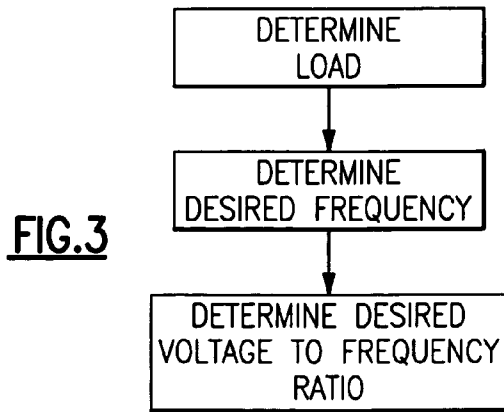 DETERMINE
LOAD
DETERMINE
DESIRED FREQUENCY
FIG.3
DETERMINE DESIRED
VOLTAGE TO FREQUENCY
RATIO